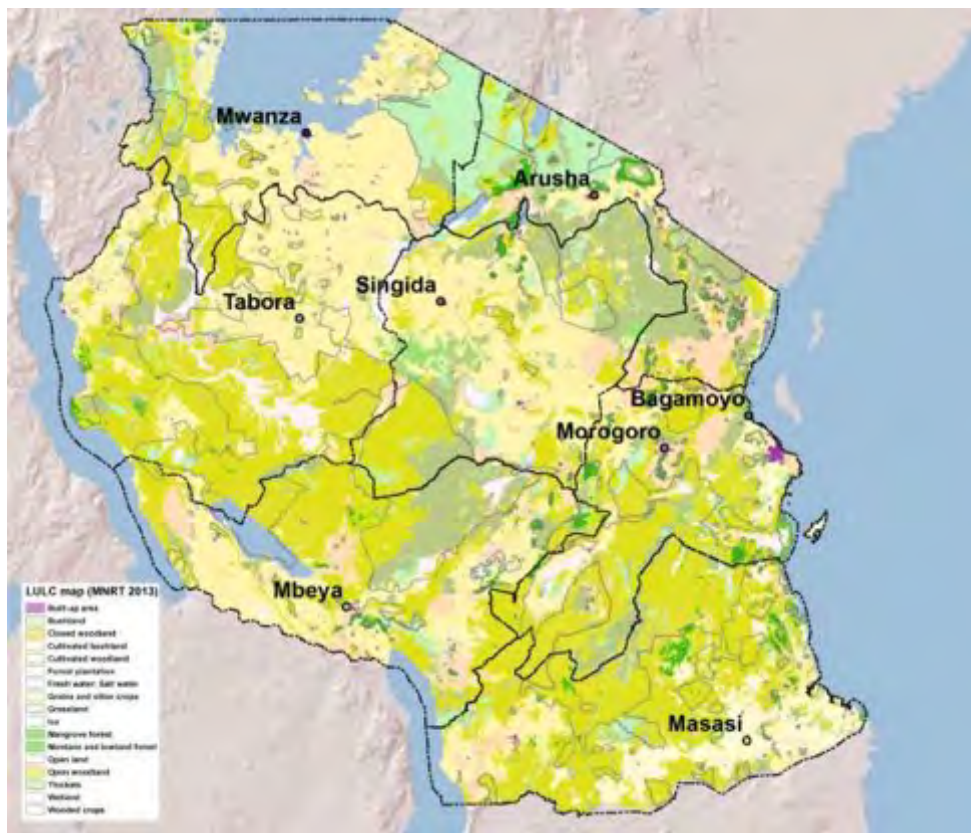 Mwanza
Arusha
Singida
Tabora
Bagamoyo
Morogoro
Mbeya
LULC map (MNRT 2013)
Built-up area
Bushland
Closed woodland
Cultivated bushland
Cultivated woodland
Forest plantation
Fresh water; Salt water
Grains and other crops
Grassland
Ice
Mangrove forest
Montane and lowland forest
Open land
Open woodland
Thickets
Wetland
Wooded crops
Masasi